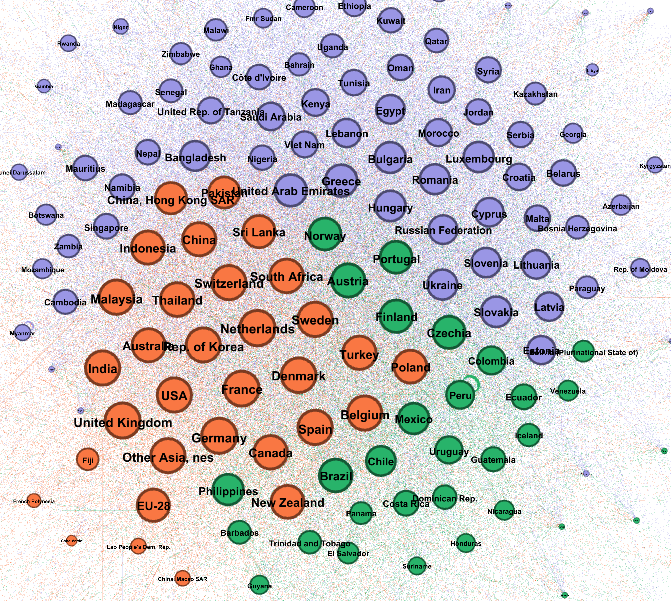 Cameroon
Ethiopia
Fmr Sudan
Kuwait
Niger
Malawi
Rwanda
Uganda
Qatar
Zimbabwe
Ghana
Bahrain
Oman
Syria
Côte d'Ivoire
Tunisia
Iran
Senegal
Kazakhstan
Madagascar
Kenya
United Rep. of Tanzania
Saudi Arabia
Egypt
Jordan
Lebanon
Morocco
Serbia
Georgia
Viet Nam
Nepal
Bangladesh
Nigeria
Bulgaria
Luxembourg
Mauritius
Belarus
Croatia
Kyrgyzstan
Greece
Romania
Namibia
Pakistan
United Arab Emirates
China, Hong Kong SAR
Hungary
Azerbaijan
Botswana
Cyprus
Malta
Singapore
Bosnia Herzegovina
Sri Lanka
Norway
Russian Federation
China
Zambia
Indonesia
Portugal
Slovenia
Lithuania
Mozambique
Rep. of Moldova
South Africa
Switzerland
Austria
Ukraine
Paraguay
Malaysia
Thailand
Cambodia
Latvia
Slovakia
Finland
Sweden
Netherlands
Myanmar
Czechia
Australia
Rep. of Korea
Estonia
Turkey
Colombia
India
Poland
Denmark
France
USA
Peru
Ecuador
Venezuela
Belgium
Mexico
United Kingdom
Spain
Germany
Iceland
Uruguay
Canada
Other Asia, nes
Fiji
Chile
Guatemala
Brazil
Philippines
Dominican Rep.
French Polynesia
EU-28
New Zealand
Costa Rica
Panama
Nicaragua
Barbados
Trinidad and Tobago
Honduras
Lao People's Dem. Rep.
El Salvador
Suriname
China, Macao SAR
Guyana